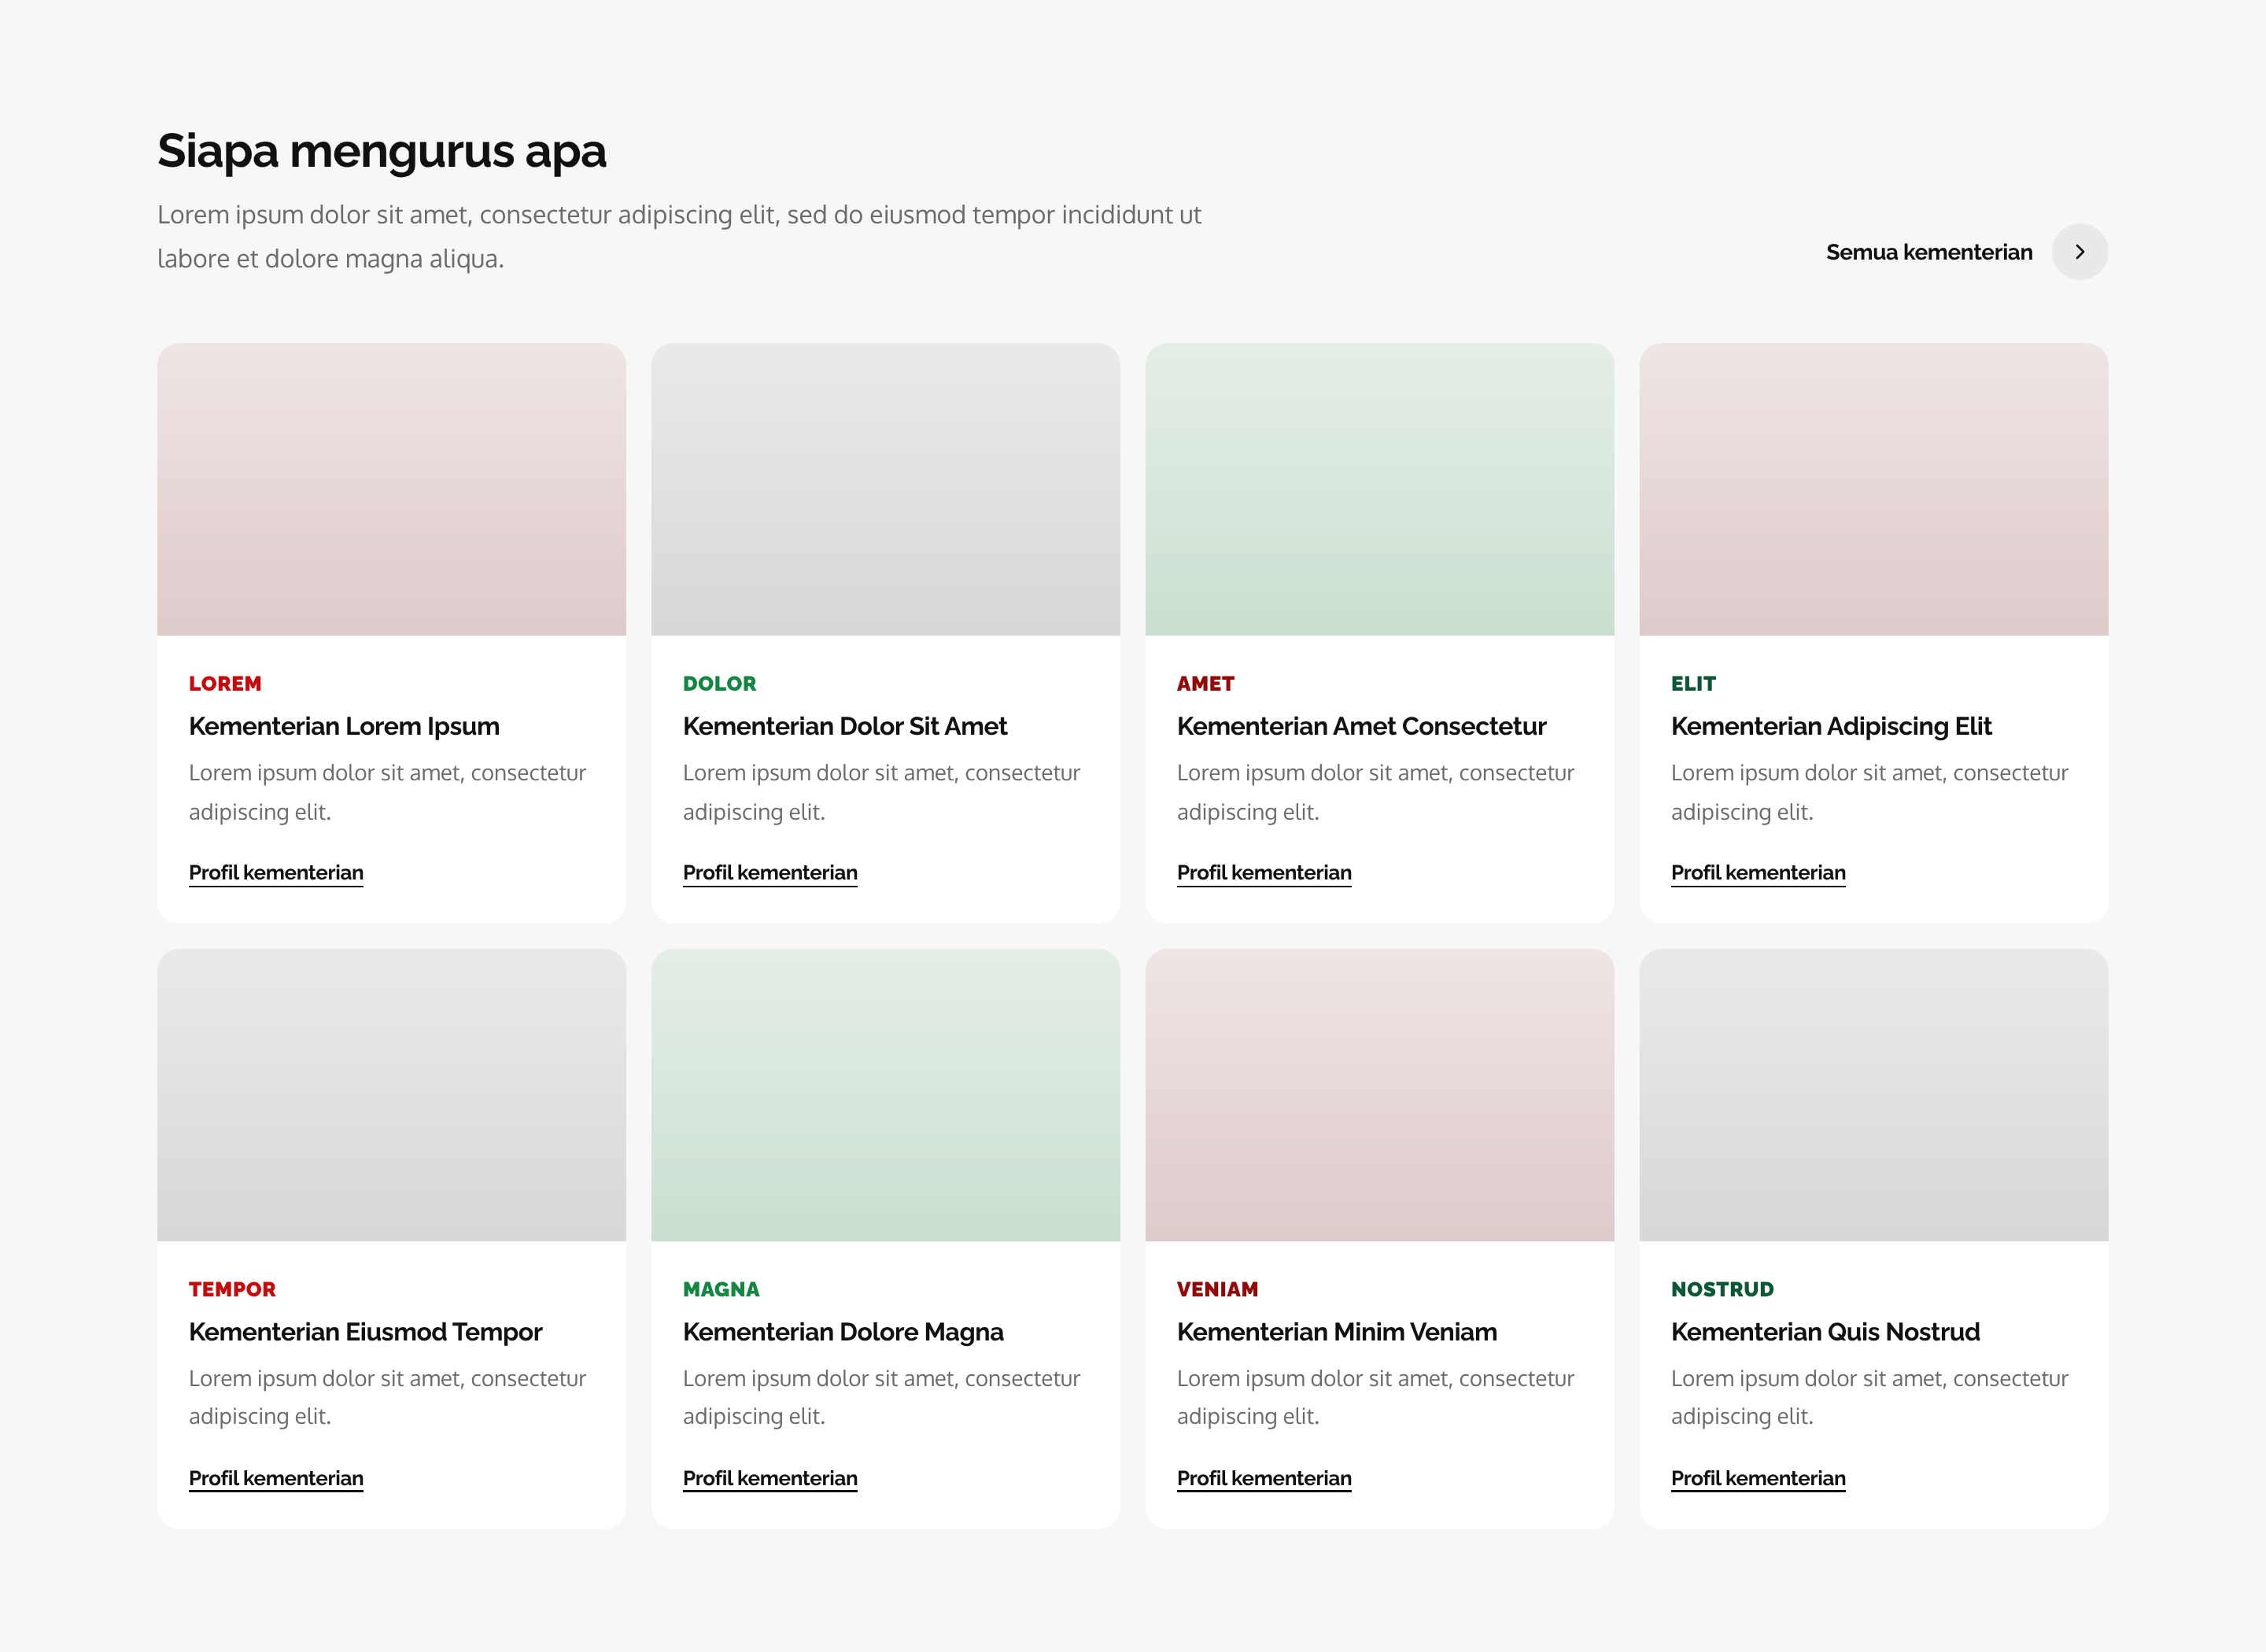 Siapa mengurus apa
Lorem ipsum dolor sit amet, consectetur adipiscing elit, sed do eiusmod tempor incididunt ut
labore et dolore magna aliqua.
Semua kementerian
LOREM
Kementerian Lorem Ipsum
Lorem ipsum dolor sit amet, consectetur
adipiscing elit.
Profil kementerian
DOLOR
Kementerian Dolor Sit Amet
Lorem ipsum dolor sit amet, consectetur
adipiscing elit.
Profil kementerian
AMET
Kementerian Amet Consectetur
Lorem ipsum dolor sit amet, consectetur
adipiscing elit.
Profil kementerian
ELIT
Kementerian Adipiscing Elit
Lorem ipsum dolor sit amet, consectetur
adipiscing elit.
Profil kementerian
TEMPOR
Kementerian Eiusmod Tempor
Lorem ipsum dolor sit amet, consectetur
adipiscing elit.
Profil kementerian
MAGNA
Kementerian Dolore Magna
Lorem ipsum dolor sit amet, consectetur
adipiscing elit.
Profil kementerian
VENIAM
Kementerian Minim Veniam
Lorem ipsum dolor sit amet, consectetur
adipiscing elit.
Profil kementerian
NOSTRUD
Kementerian Quis Nostrud
Lorem ipsum dolor sit amet, consectetur
adipiscing elit.
Profil kementerian